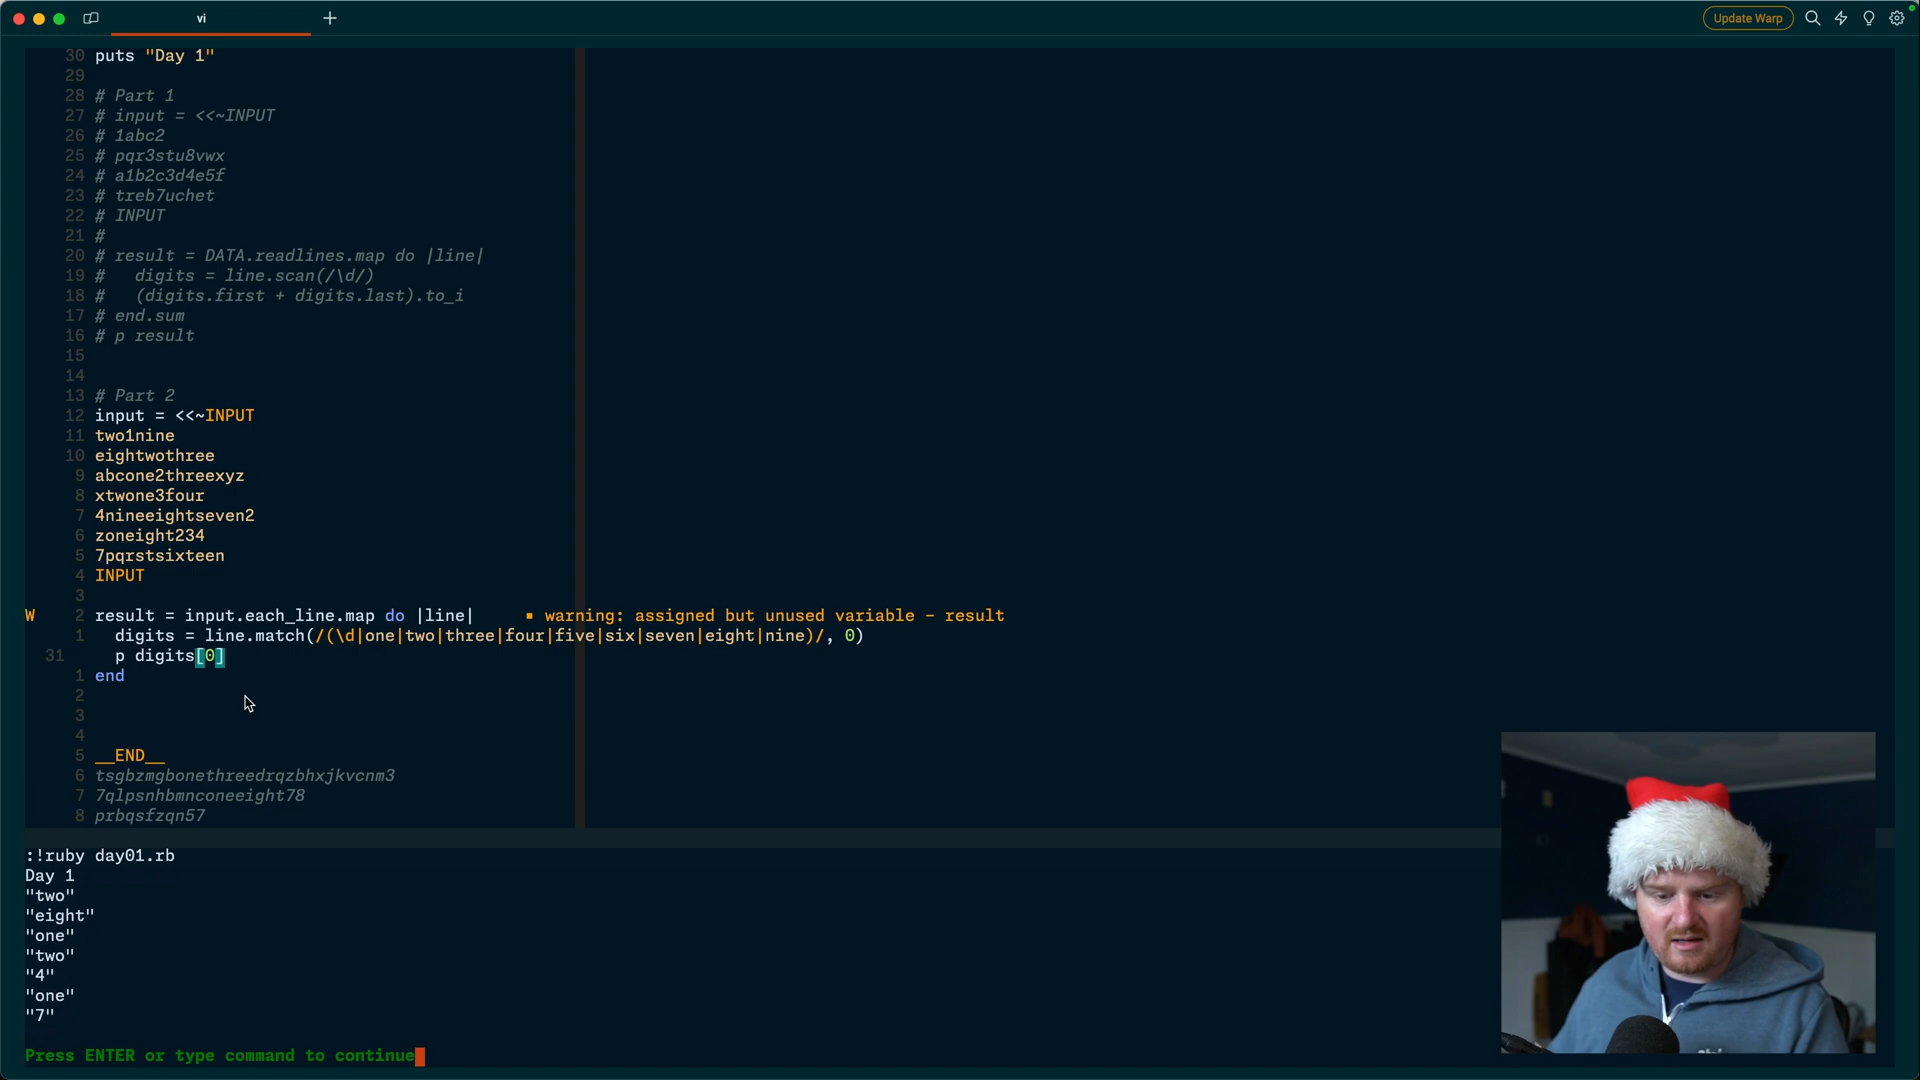 vi
Update Warp
30 puts "Day 1"
29
28 # Part 1
27 # input = <<~INPUT
26 # 1abc2
25 # pqr3stu8vwx
24 # a1b2c3d4e5f
23 # treb7uchet
22 # INPUT
21 #
20 # result = DATA.readlines.map do |line|
19 #   digits = line.scan(/\d/)
18 #   (digits.first + digits.last).to_i
17 # end.sum
16 # p result
15
14
13 # Part 2
12 input = <<~INPUT
11 two1nine
10 eightwothree
9 abcone2threexyz
8 xtwone3four
7 4nineeightseven2
6 zoneight234
5 7pqrstsixteen
4 INPUT
3
W 2 result = input.each_line.map do |line| ▪ warning: assigned but unused variable - result
1   digits = line.match(/(\d|one|two|three|four|five|six|seven|eight|nine)/, 0)
31   p digits[0]
1 end
2
3
4
5 __END__
6 tsgbzmgbonethreedrqzbhxjkvcnm3
7 7qlpsnhbmnconeeight78
8 prbqsfzqn57
:!ruby day01.rb
Day 1
"two"
"eight"
"one"
"two"
"4"
"one"
"7"
Press ENTER or type command to continue